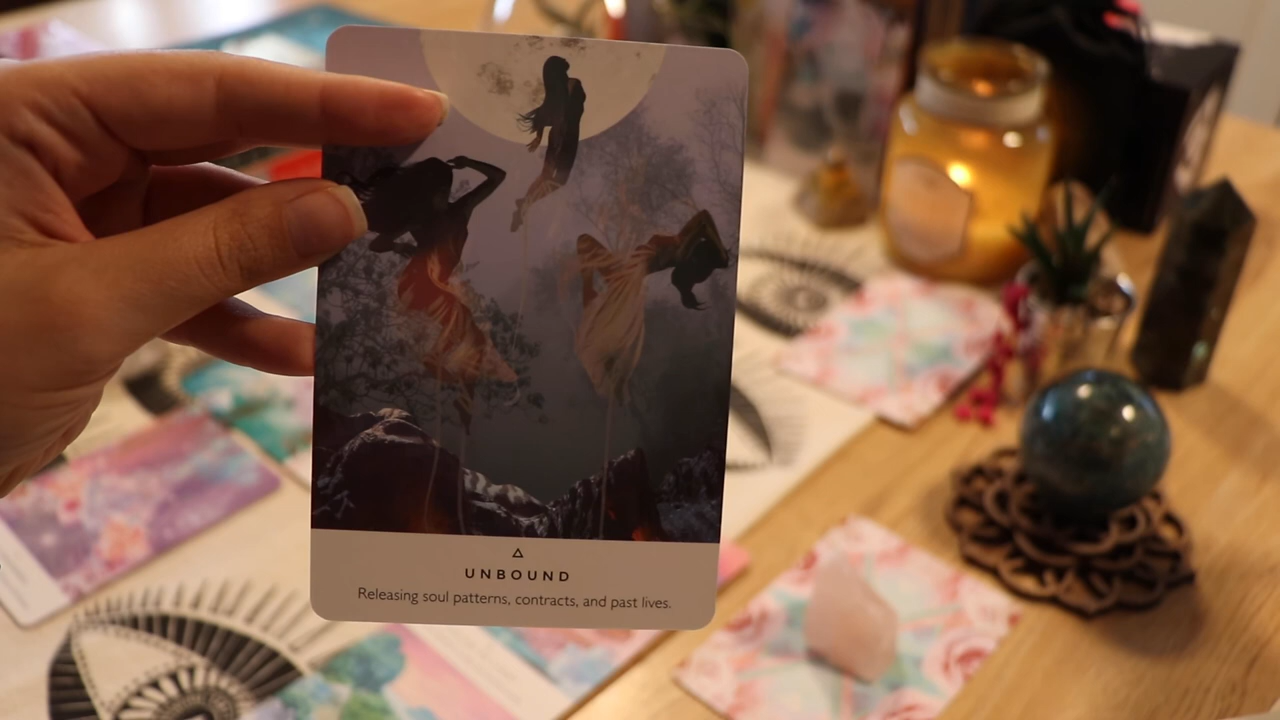 UNBOUND
Releasing soul patterns, contracts, and past lives.